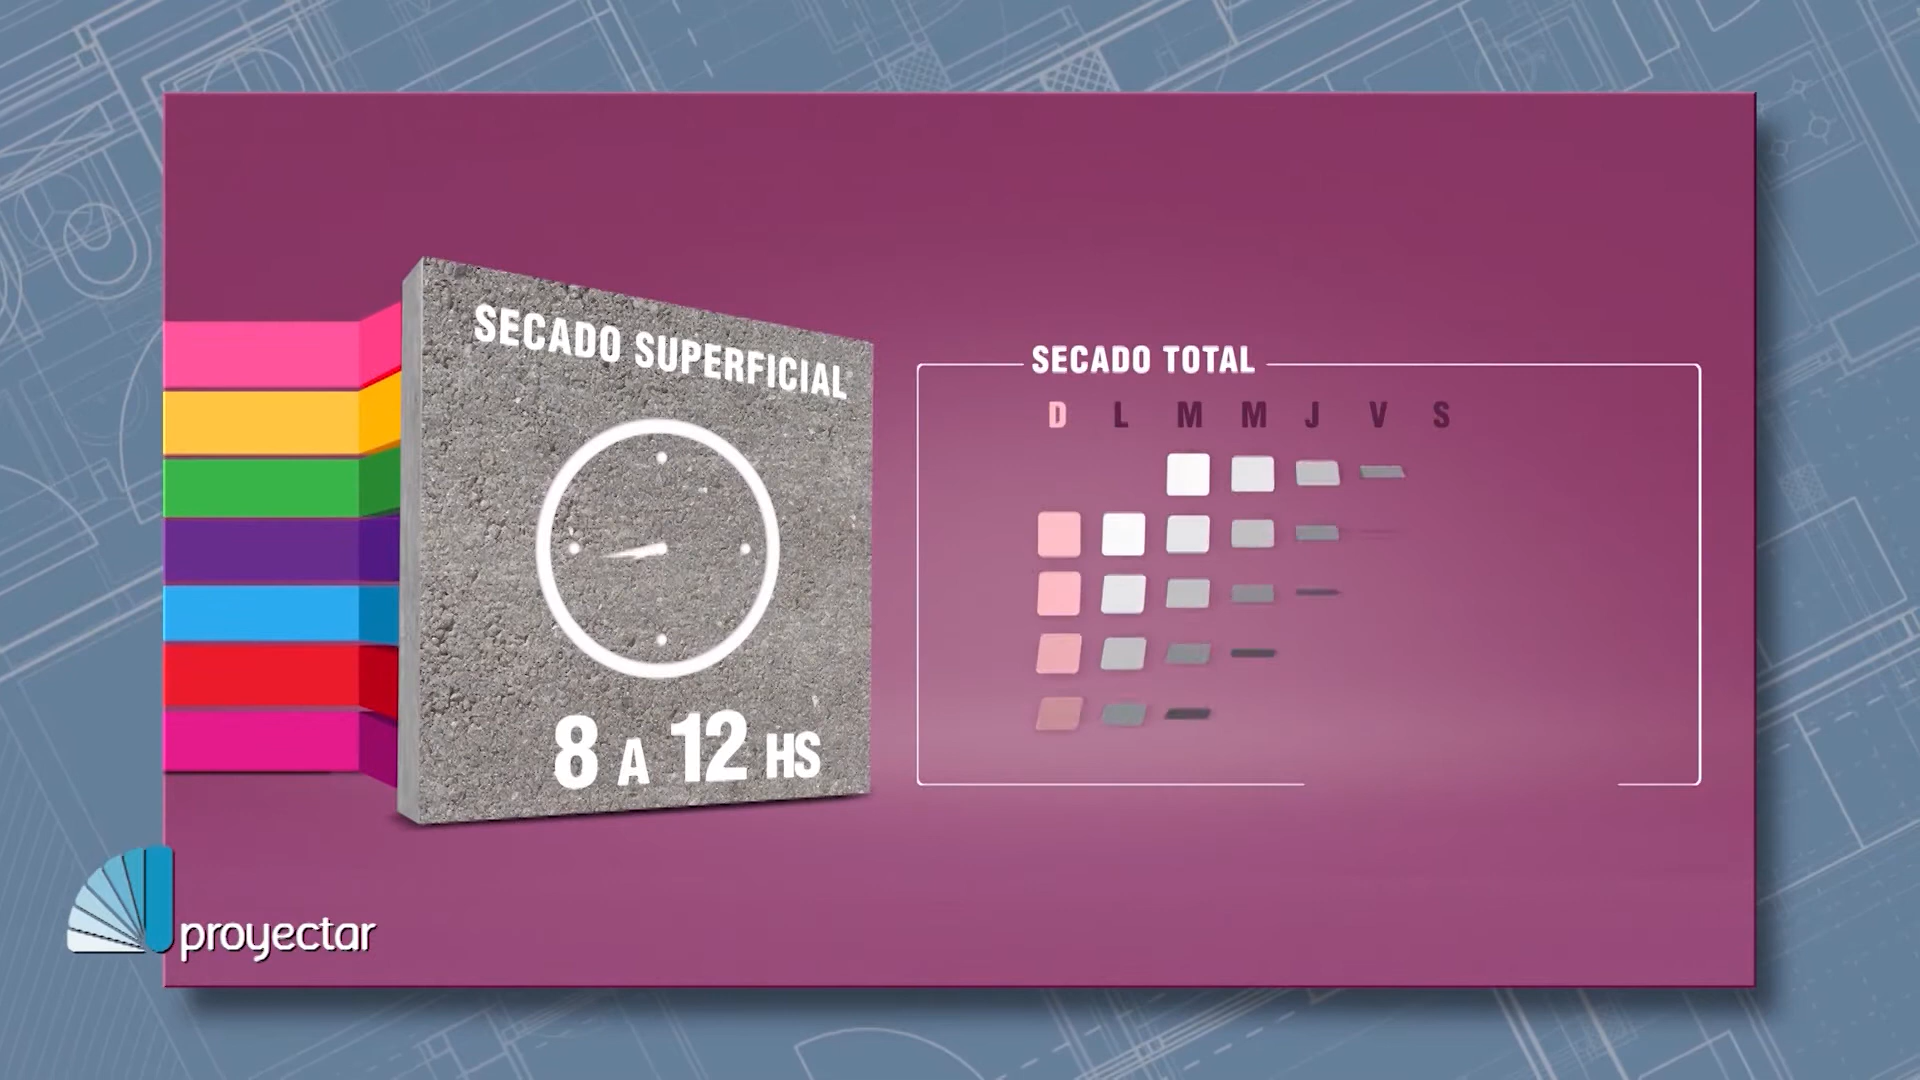 SECADO SUPERFICIAL
8 A 12 HS
SECADO TOTAL
D L M M J V S
proyectar